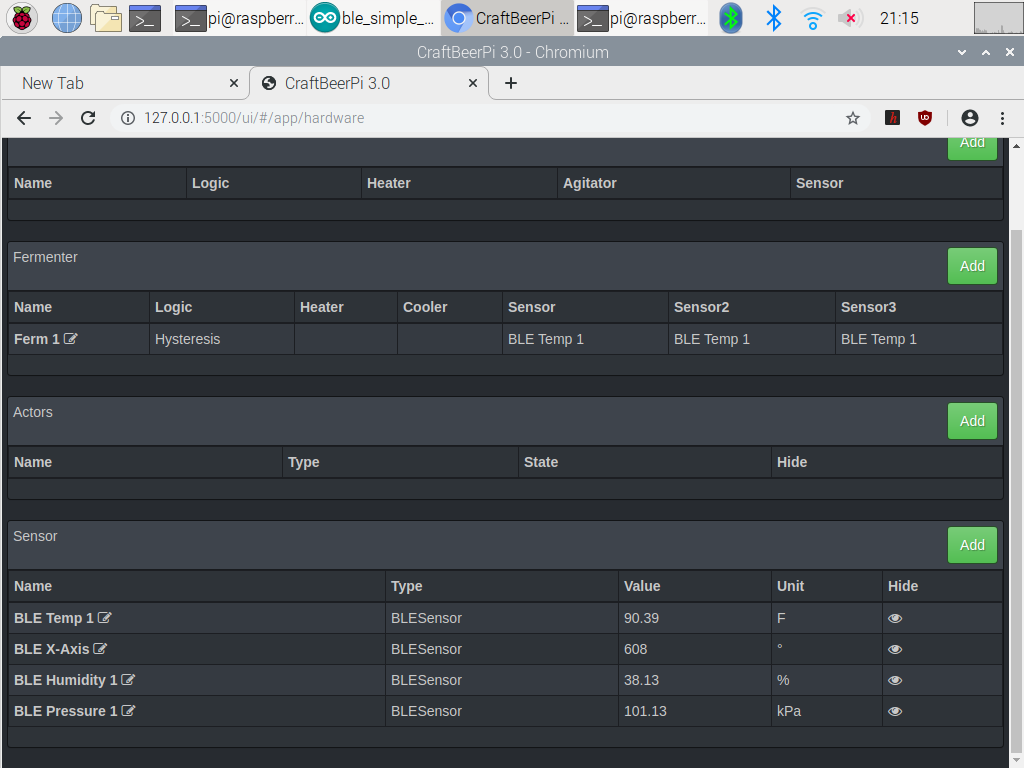 pi@raspberr... ble_simple_... CraftBeerPi ... pi@raspberr... 21:15
CraftBeerPi 3.0 - Chromium
New Tab CraftBeerPi 3.0
127.0.0.1:5000/ui/#/app/hardware
Add
Name Logic Heater Agitator Sensor
Fermenter Add
Name Logic Heater Cooler Sensor Sensor2 Sensor3
Ferm 1 Hysteresis BLE Temp 1 BLE Temp 1 BLE Temp 1
Actors Add
Name Type State Hide
Sensor Add
Name Type Value Unit Hide
BLE Temp 1 BLESensor 90.39 F
BLE X-Axis BLESensor 608 °
BLE Humidity 1 BLESensor 38.13 %
BLE Pressure 1 BLESensor 101.13 kPa